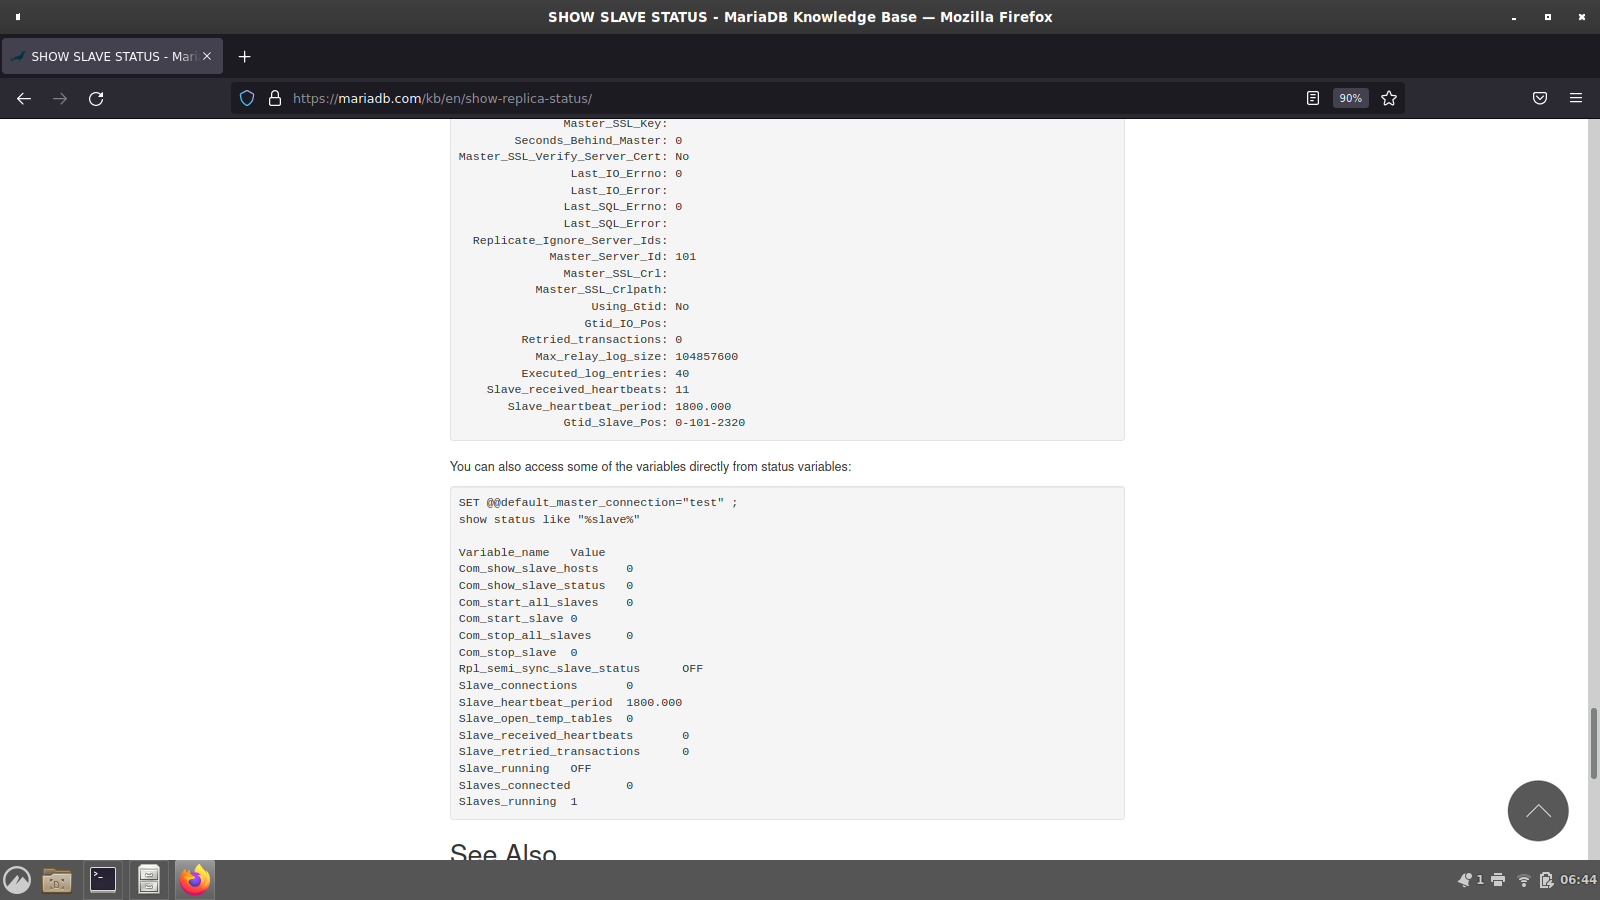 SHOW SLAVE STATUS - MariaDB Knowledge Base — Mozilla Firefox
SHOW SLAVE STATUS - Mari
https://mariadb.com/kb/en/show-replica-status/
90%
Master_SSL_Key:
Seconds_Behind_Master: 0
Master_SSL_Verify_Server_Cert: No
Last_IO_Errno: 0
Last_IO_Error:
Last_SQL_Errno: 0
Last_SQL_Error:
Replicate_Ignore_Server_Ids:
Master_Server_Id: 101
Master_SSL_Crl:
Master_SSL_Crlpath:
Using_Gtid: No
Gtid_IO_Pos:
Retried_transactions: 0
Max_relay_log_size: 104857600
Executed_log_entries: 40
Slave_received_heartbeats: 11
Slave_heartbeat_period: 1800.000
Gtid_Slave_Pos: 0-101-2320
You can also access some of the variables directly from status variables:
SET @@default_master_connection="test" ;
show status like "%slave%"
Variable_name Value
Com_show_slave_hosts 0
Com_show_slave_status 0
Com_start_all_slaves 0
Com_start_slave 0
Com_stop_all_slaves 0
Com_stop_slave 0
Rpl_semi_sync_slave_status OFF
Slave_connections 0
Slave_heartbeat_period 1800.000
Slave_open_temp_tables 0
Slave_received_heartbeats 0
Slave_retried_transactions 0
Slave_running OFF
Slaves_connected 0
Slaves_running 1
See Also
1
06:44